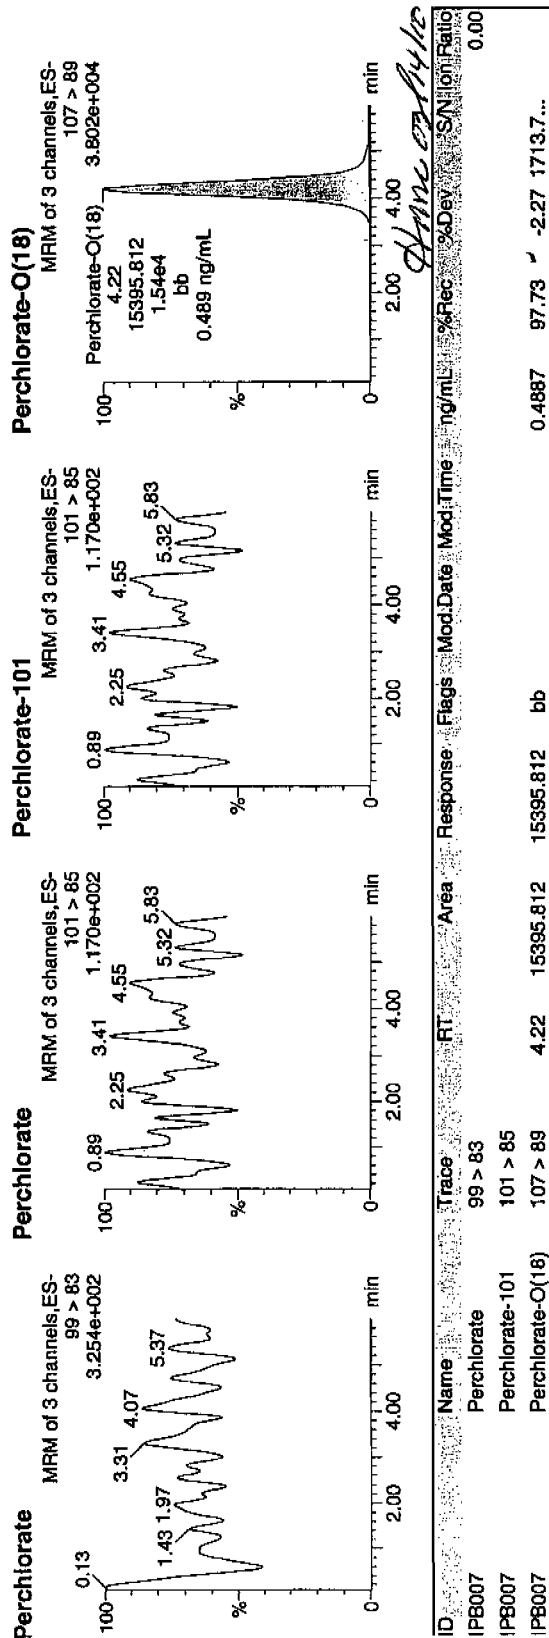 Perchlorate
MRM of 3 channels,ES-
99 > 83
3.254e+002
0.13
1.43
1.97
3.31
4.07
5.37
100
%
0
2.00
4.00
min
Perchlorate
MRM of 3 channels,ES-
101 > 85
1.170e+002
0.89
2.25
3.41
4.55
5.32
5.83
100
%
0
2.00
4.00
min
Perchlorate-101
MRM of 3 channels,ES-
101 > 85
1.170e+002
0.89
2.25
3.41
4.55
5.32
5.83
100
%
0
2.00
4.00
min
Perchlorate-O(18)
MRM of 3 channels,ES-
107 > 89
3.802e+004
Perchlorate-O(18)
4.22
15395.812
1.54e4
bb
0.489 ng/mL
100
%
0
2.00
4.00
min
ID Name Trace RT Area Response Flags Mod.Date Mod.Time ng/mL %Rec %Dev S/N Ion Ratio
IPB007 Perchlorate 99 > 83 0.00
IPB007 Perchlorate-101 101 > 85
IPB007 Perchlorate-O(18) 107 > 89 4.22 15395.812 15395.812 bb 0.4887 97.73 -2.27 1713.7...